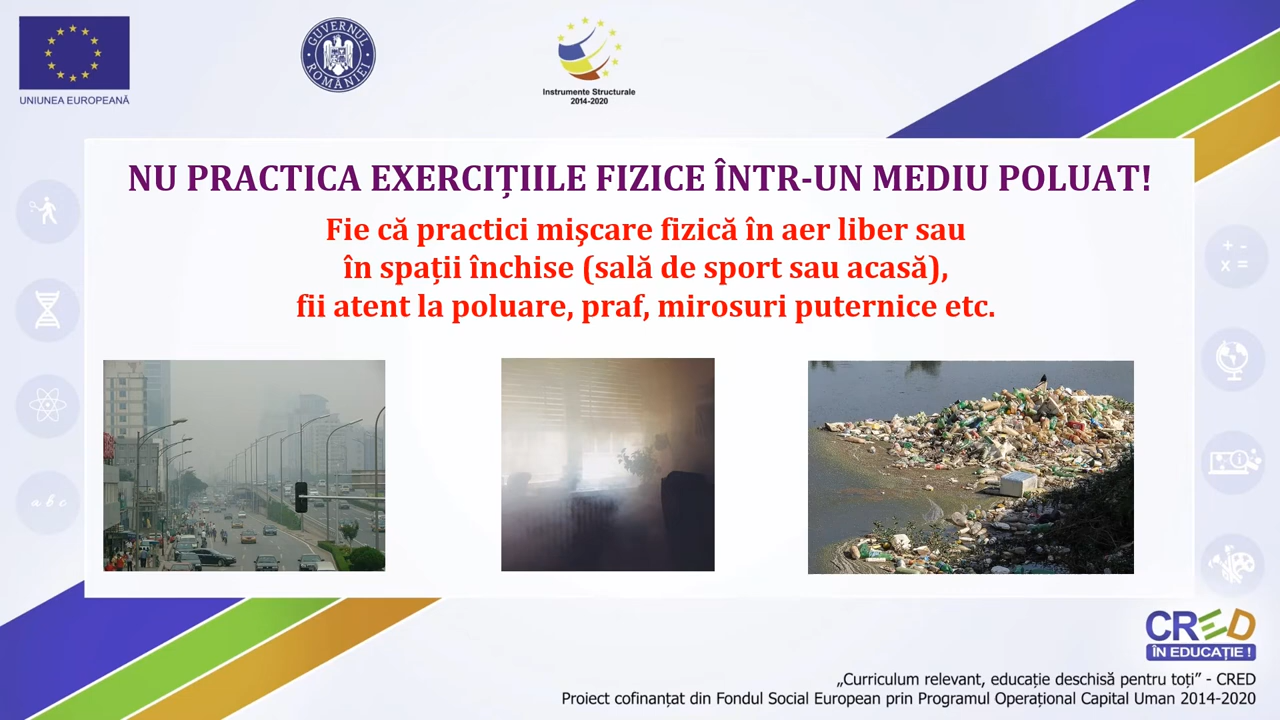 UNIUNEA EUROPEANĂ
GUVERNUL ROMÂNIEI
Instrumente Structurale
2014-2020
NU PRACTICA EXERCIȚIILE FIZICE ÎNTR-UN MEDIU POLUAT!
Fie că practici mișcare fizică în aer liber sau
în spații închise (sală de sport sau acasă),
fii atent la poluare, praf, mirosuri puternice etc.
a b c
+ -
x =
CRED
ÎN EDUCAȚIE !
„Curriculum relevant, educație deschisă pentru toți” - CRED
Proiect cofinanțat din Fondul Social European prin Programul Operațional Capital Uman 2014-2020